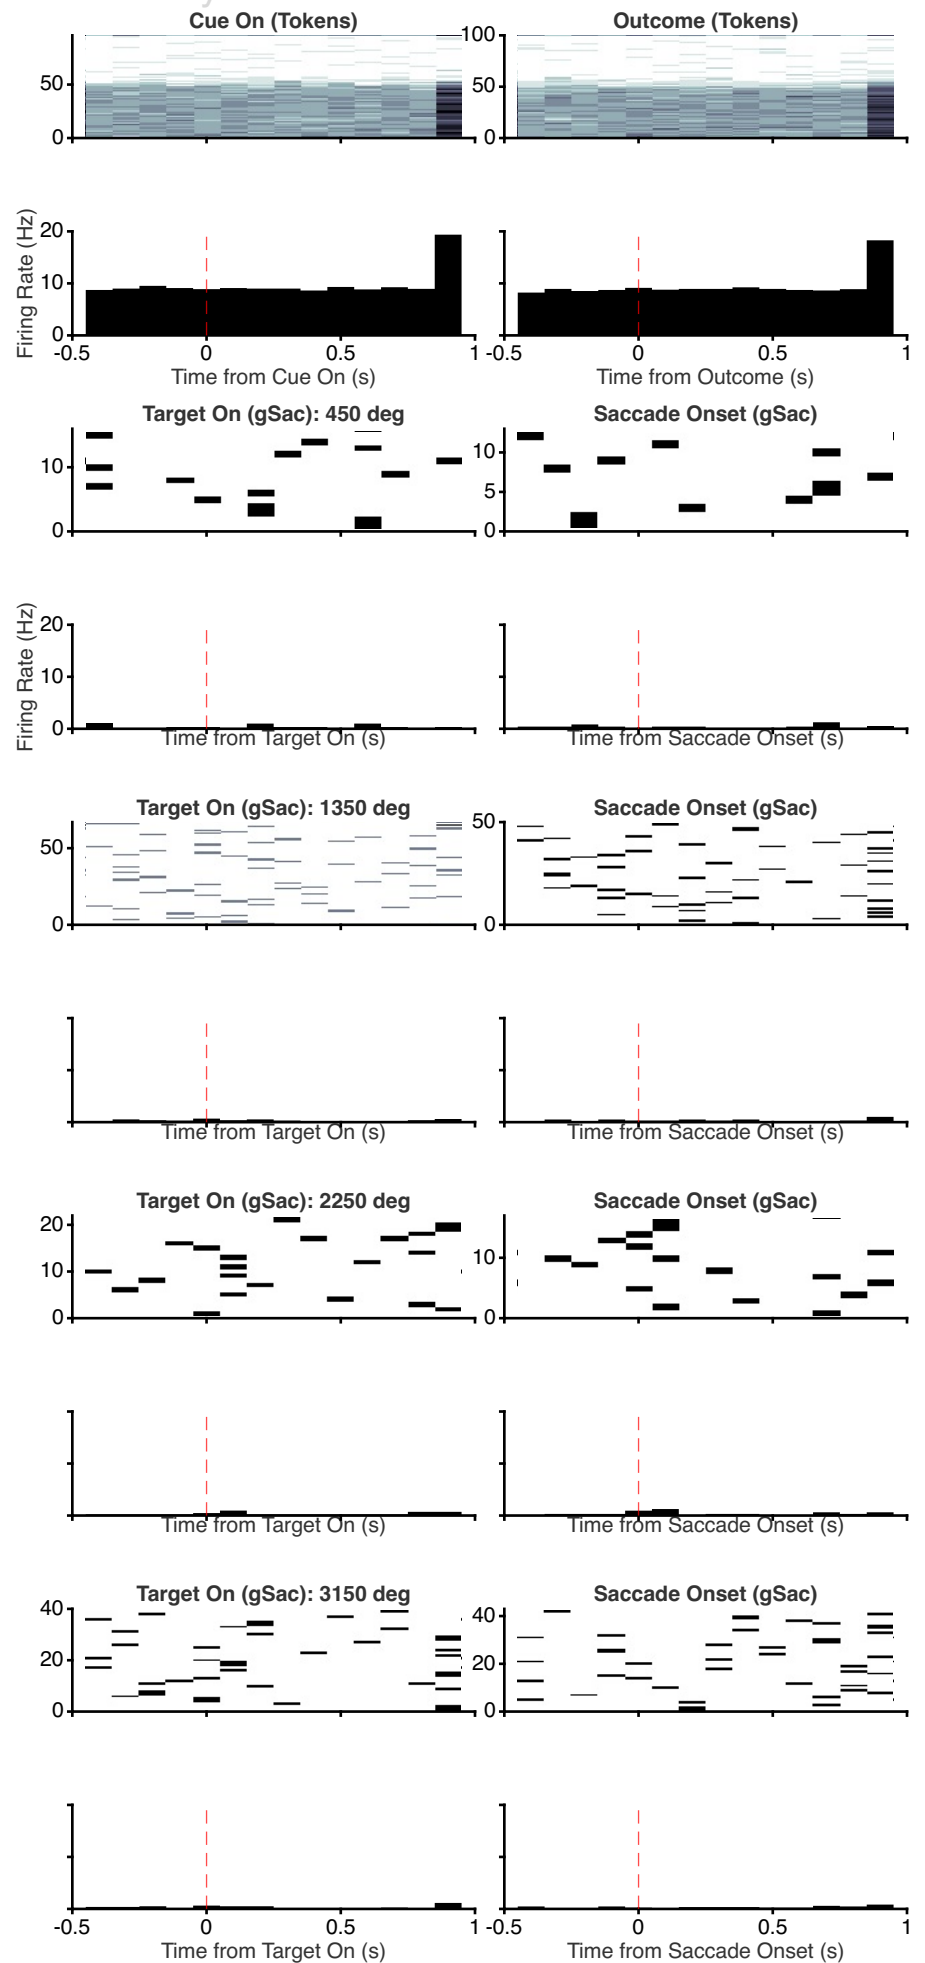 Cue On (Tokens) Outcome (Tokens)
100
50 50
0 0
Firing Rate (Hz)
20
10
0
-0.5 0 0.5 1 -0.5 0 0.5 1
Time from Cue On (s) Time from Outcome (s)
Target On (gSac): 450 deg Saccade Onset (gSac)
10 10
5
0 0
Firing Rate (Hz)
20
10
0
Time from Target On (s) Time from Saccade Onset (s)
Target On (gSac): 1350 deg Saccade Onset (gSac)
50 50
0 0
Time from Target On (s) Time from Saccade Onset (s)
Target On (gSac): 2250 deg Saccade Onset (gSac)
20
10 10
0 0
Time from Target On (s) Time from Saccade Onset (s)
Target On (gSac): 3150 deg Saccade Onset (gSac)
40 40
20 20
0 0
-0.5 0 0.5 1 -0.5 0 0.5 1
Time from Target On (s) Time from Saccade Onset (s)